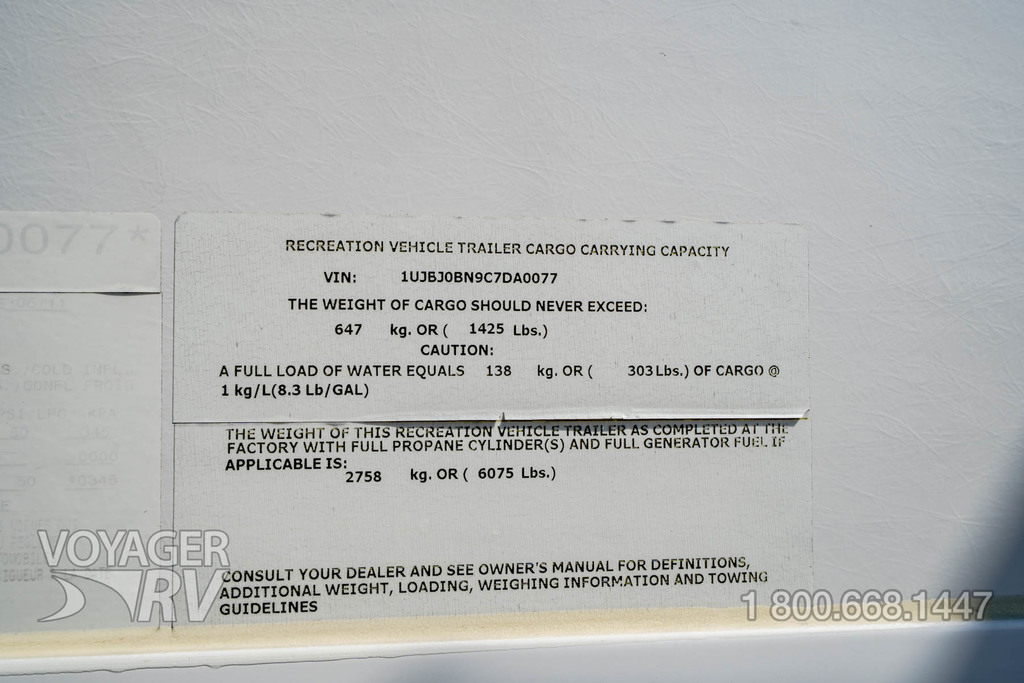 0077*
RECREATION VEHICLE TRAILER CARGO CARRYING CAPACITY
VIN: 1UJBJ0BN9C7DA0077
THE WEIGHT OF CARGO SHOULD NEVER EXCEED:
647 kg. OR ( 1425 Lbs.)
CAUTION:
A FULL LOAD OF WATER EQUALS 138 kg. OR ( 303 Lbs.) OF CARGO @
1 kg/L(8.3 Lb/GAL)
THE WEIGHT OF THIS RECREATION VEHICLE TRAILER AS COMPLETED AT THE
FACTORY WITH FULL PROPANE CYLINDER(S) AND FULL GENERATOR FUEL IF
APPLICABLE IS:
2758 kg. OR ( 6075 Lbs.)
CONSULT YOUR DEALER AND SEE OWNER'S MANUAL FOR DEFINITIONS,
ADDITIONAL WEIGHT, LOADING, WEIGHING INFORMATION AND TOWING
GUIDELINES
VOYAGER
RV
1 800.668.1447